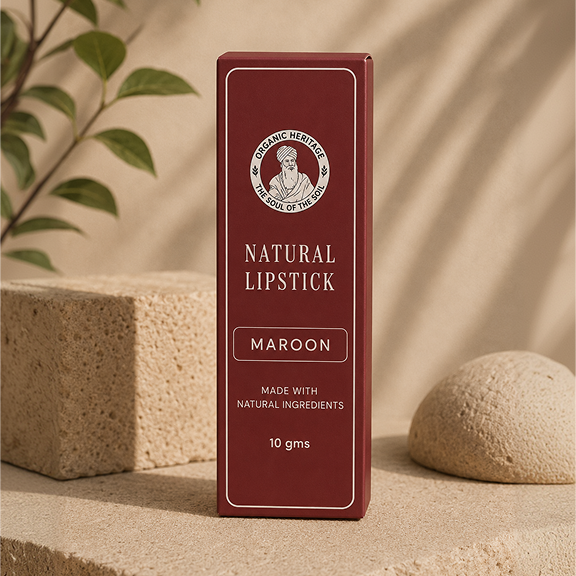 ORGANIC HERITAGE
THE SOUL OF THE SOIL
NATURAL
LIPSTICK
MAROON
MADE WITH
NATURAL INGREDIENTS
10 gms